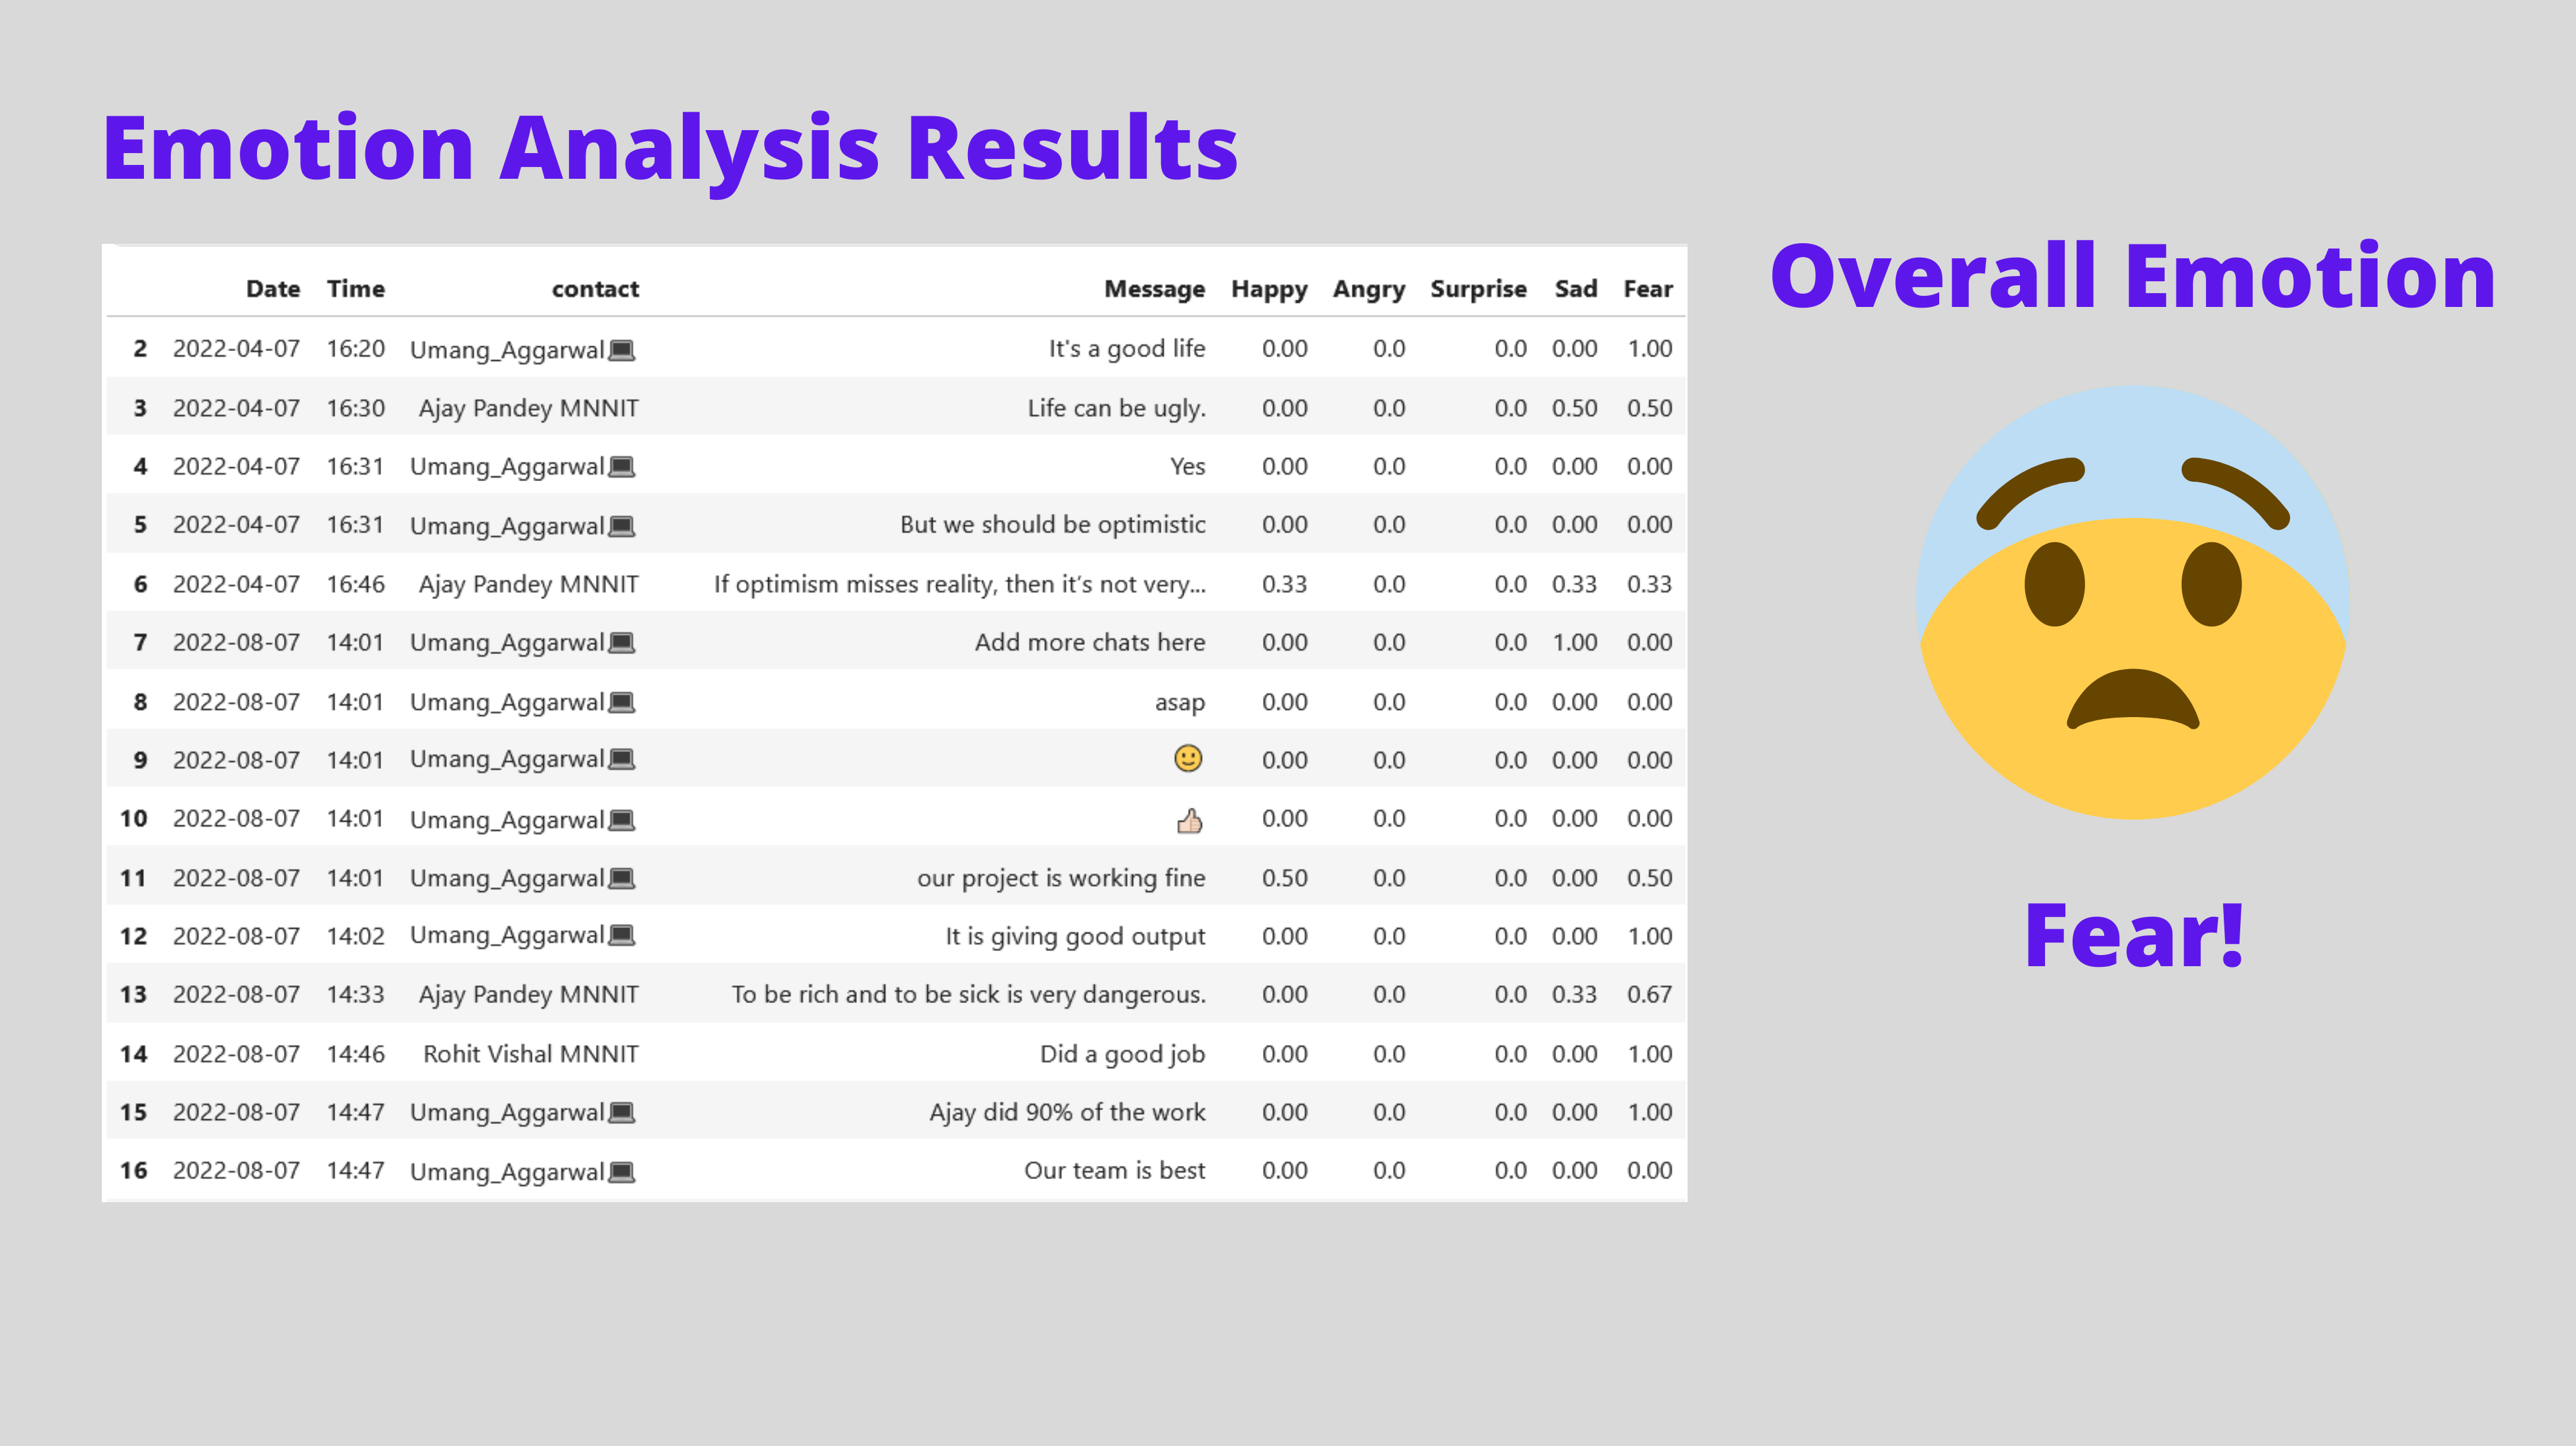 Emotion Analysis Results
Date Time contact Message Happy Angry Surprise Sad Fear
2 2022-04-07 16:20 Umang_Aggarwal💻 It's a good life 0.00 0.0 0.0 0.00 1.00
3 2022-04-07 16:30 Ajay Pandey MNNIT Life can be ugly. 0.00 0.0 0.0 0.50 0.50
4 2022-04-07 16:31 Umang_Aggarwal💻 Yes 0.00 0.0 0.0 0.00 0.00
5 2022-04-07 16:31 Umang_Aggarwal💻 But we should be optimistic 0.00 0.0 0.0 0.00 0.00
6 2022-04-07 16:46 Ajay Pandey MNNIT If optimism misses reality, then it’s not very... 0.33 0.0 0.0 0.33 0.33
7 2022-08-07 14:01 Umang_Aggarwal💻 Add more chats here 0.00 0.0 0.0 1.00 0.00
8 2022-08-07 14:01 Umang_Aggarwal💻 asap 0.00 0.0 0.0 0.00 0.00
9 2022-08-07 14:01 Umang_Aggarwal💻 🙂 0.00 0.0 0.0 0.00 0.00
10 2022-08-07 14:01 Umang_Aggarwal💻 👍🏻 0.00 0.0 0.0 0.00 0.00
11 2022-08-07 14:01 Umang_Aggarwal💻 our project is working fine 0.50 0.0 0.0 0.00 0.50
12 2022-08-07 14:02 Umang_Aggarwal💻 It is giving good output 0.00 0.0 0.0 0.00 1.00
13 2022-08-07 14:33 Ajay Pandey MNNIT To be rich and to be sick is very dangerous. 0.00 0.0 0.0 0.33 0.67
14 2022-08-07 14:46 Rohit Vishal MNNIT Did a good job 0.00 0.0 0.0 0.00 1.00
15 2022-08-07 14:47 Umang_Aggarwal💻 Ajay did 90% of the work 0.00 0.0 0.0 0.00 1.00
16 2022-08-07 14:47 Umang_Aggarwal💻 Our team is best 0.00 0.0 0.0 0.00 0.00
Overall Emotion
Fear!